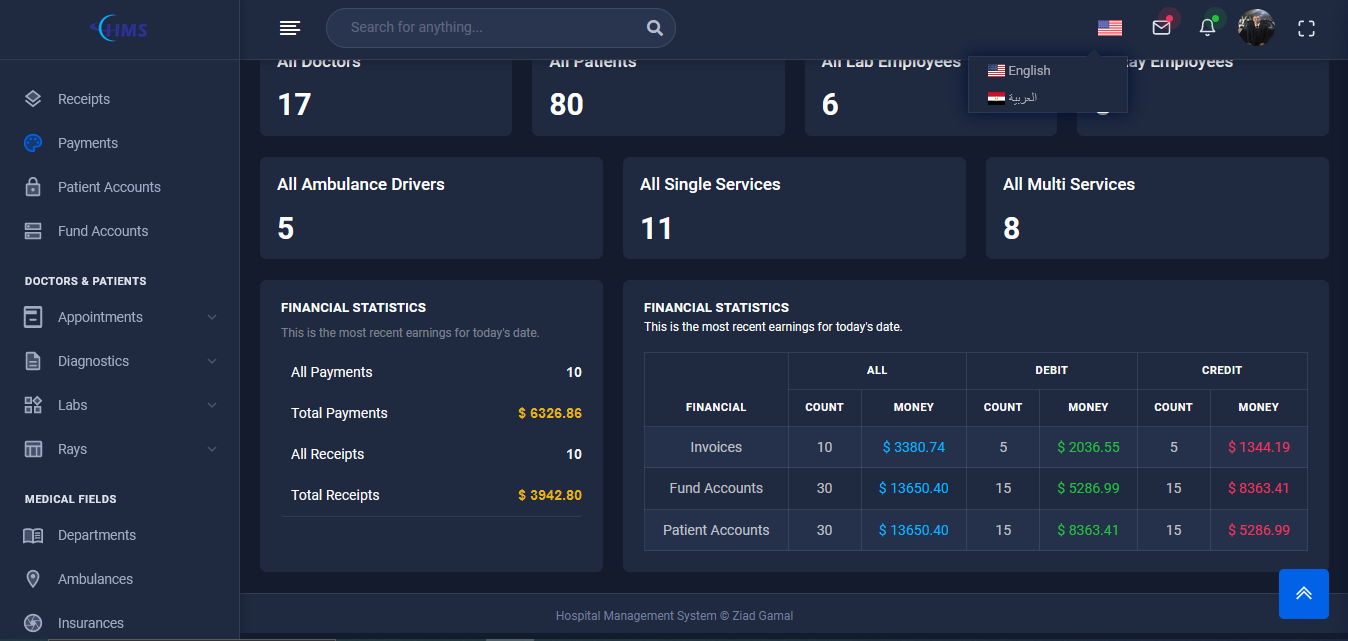 HMS
Search for anything...
English
العربية
Receipts
Payments
Patient Accounts
Fund Accounts
DOCTORS & PATIENTS
Appointments
Diagnostics
Labs
Rays
MEDICAL FIELDS
Departments
Ambulances
Insurances
All Doctors
17
All Patients
80
All Lab Employees
6
Employees
All Ambulance Drivers
5
All Single Services
11
All Multi Services
8
FINANCIAL STATISTICS
This is the most recent earnings for today's date.
All Payments 10
Total Payments $ 6326.86
All Receipts 10
Total Receipts $ 3942.80
FINANCIAL STATISTICS
This is the most recent earnings for today's date.
ALL DEBIT CREDIT
FINANCIAL COUNT MONEY COUNT MONEY COUNT MONEY
Invoices 10 $ 3380.74 5 $ 2036.55 5 $ 1344.19
Fund Accounts 30 $ 13650.40 15 $ 5286.99 15 $ 8363.41
Patient Accounts 30 $ 13650.40 15 $ 8363.41 15 $ 5286.99
Hospital Management System © Ziad Gamal